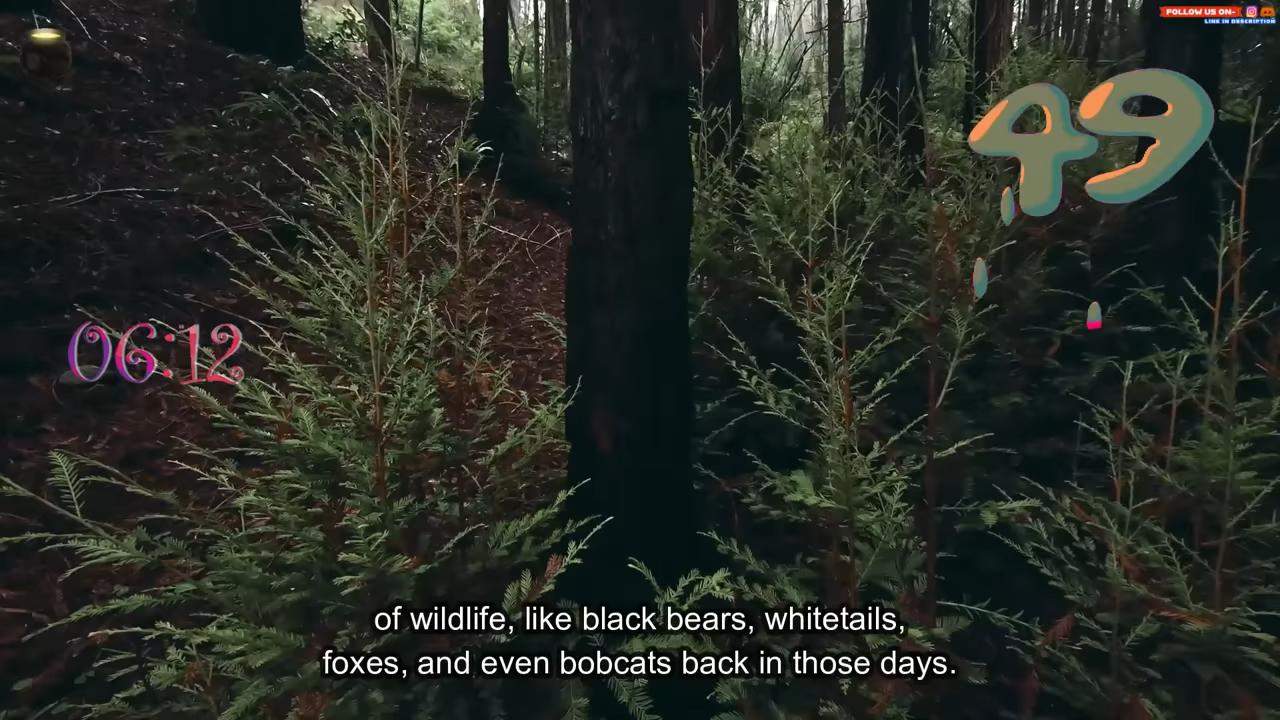 FOLLOW US ON-
LINK IN DESCRIPTION
49
06:12
of wildlife, like black bears, whitetails,
foxes, and even bobcats back in those days.